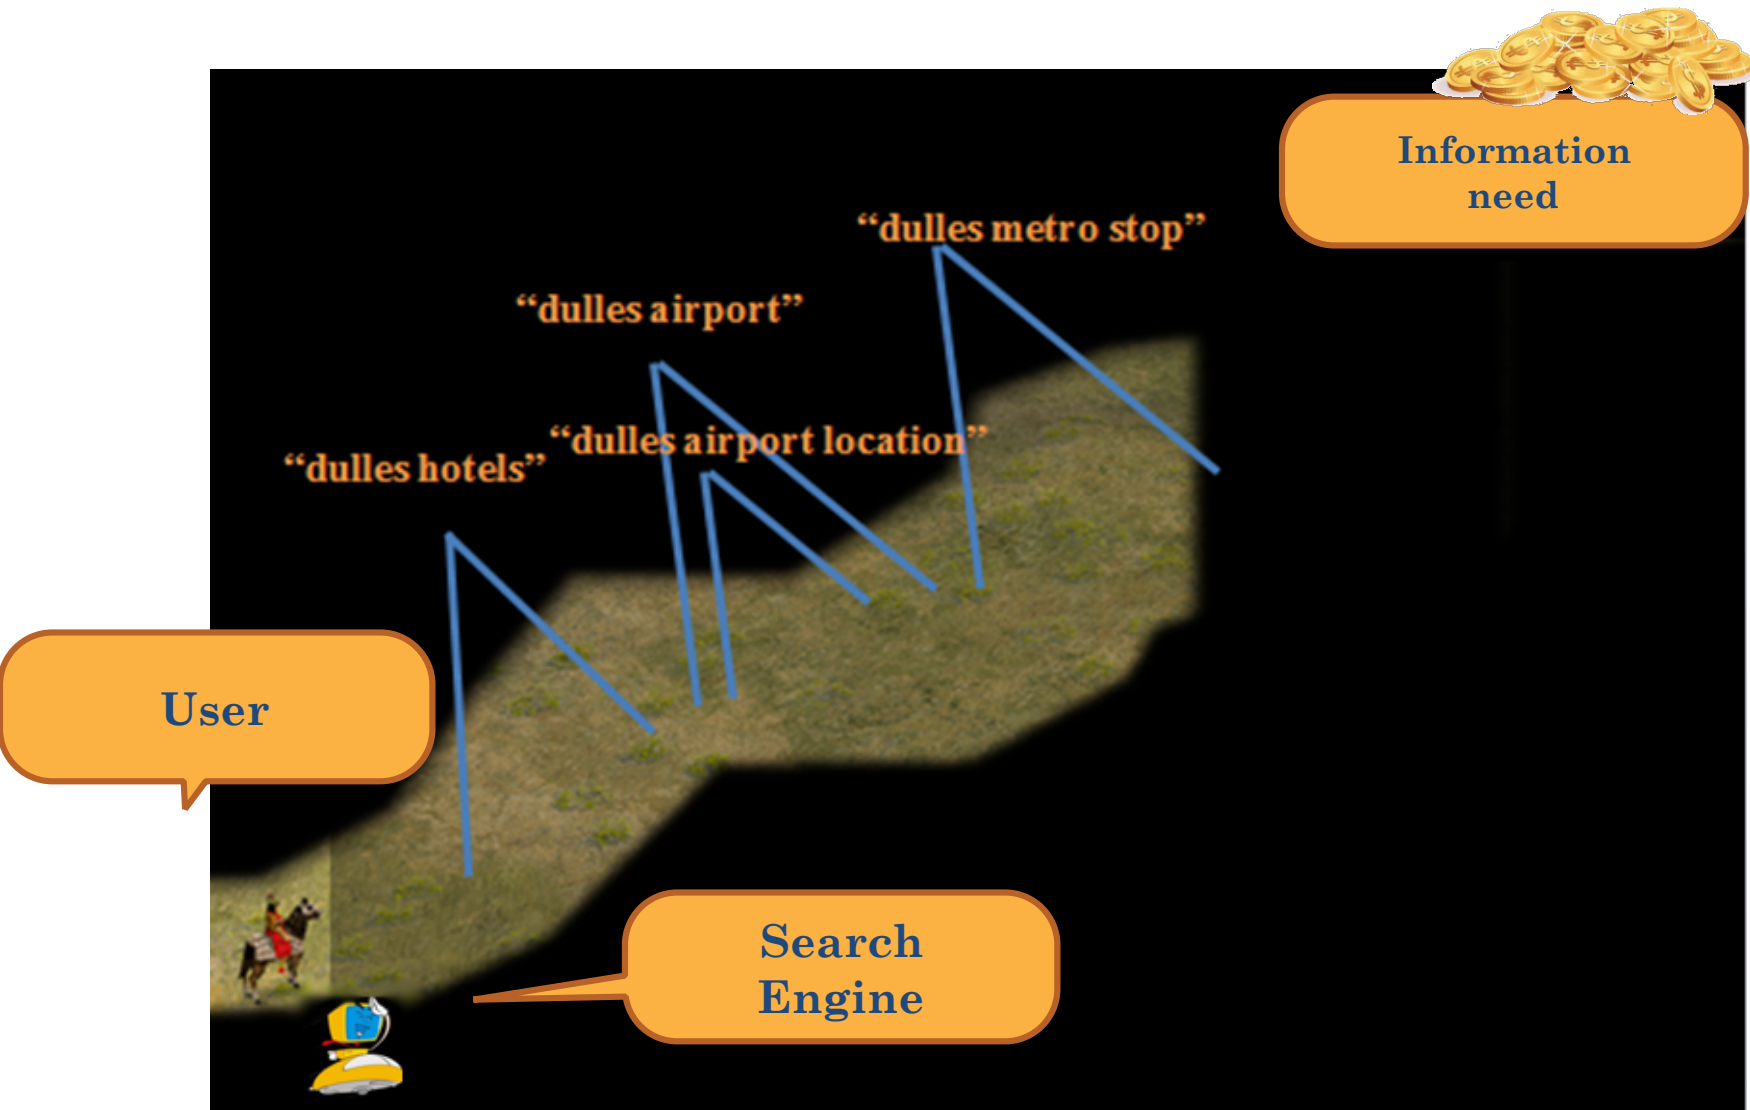 Information
need
“dulles metro stop”
“dulles airport”
“dulles airport location”
“dulles hotels”
User
Search
Engine